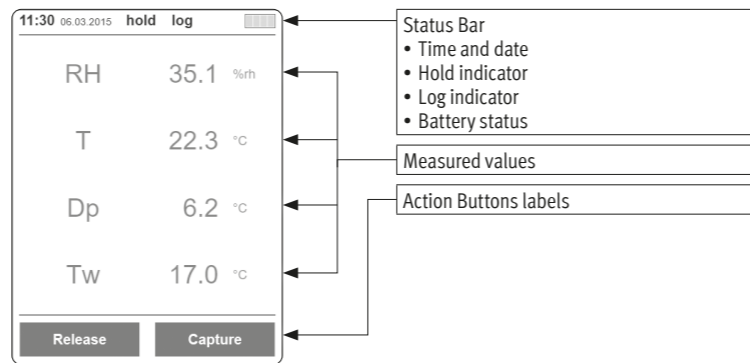 11:30 06.03.2015 hold log
RH 35.1 %rh
T 22.3 °C
Dp 6.2 °C
Tw 17.0 °C
Release Capture
Status Bar
• Time and date
• Hold indicator
• Log indicator
• Battery status
Measured values
Action Buttons labels